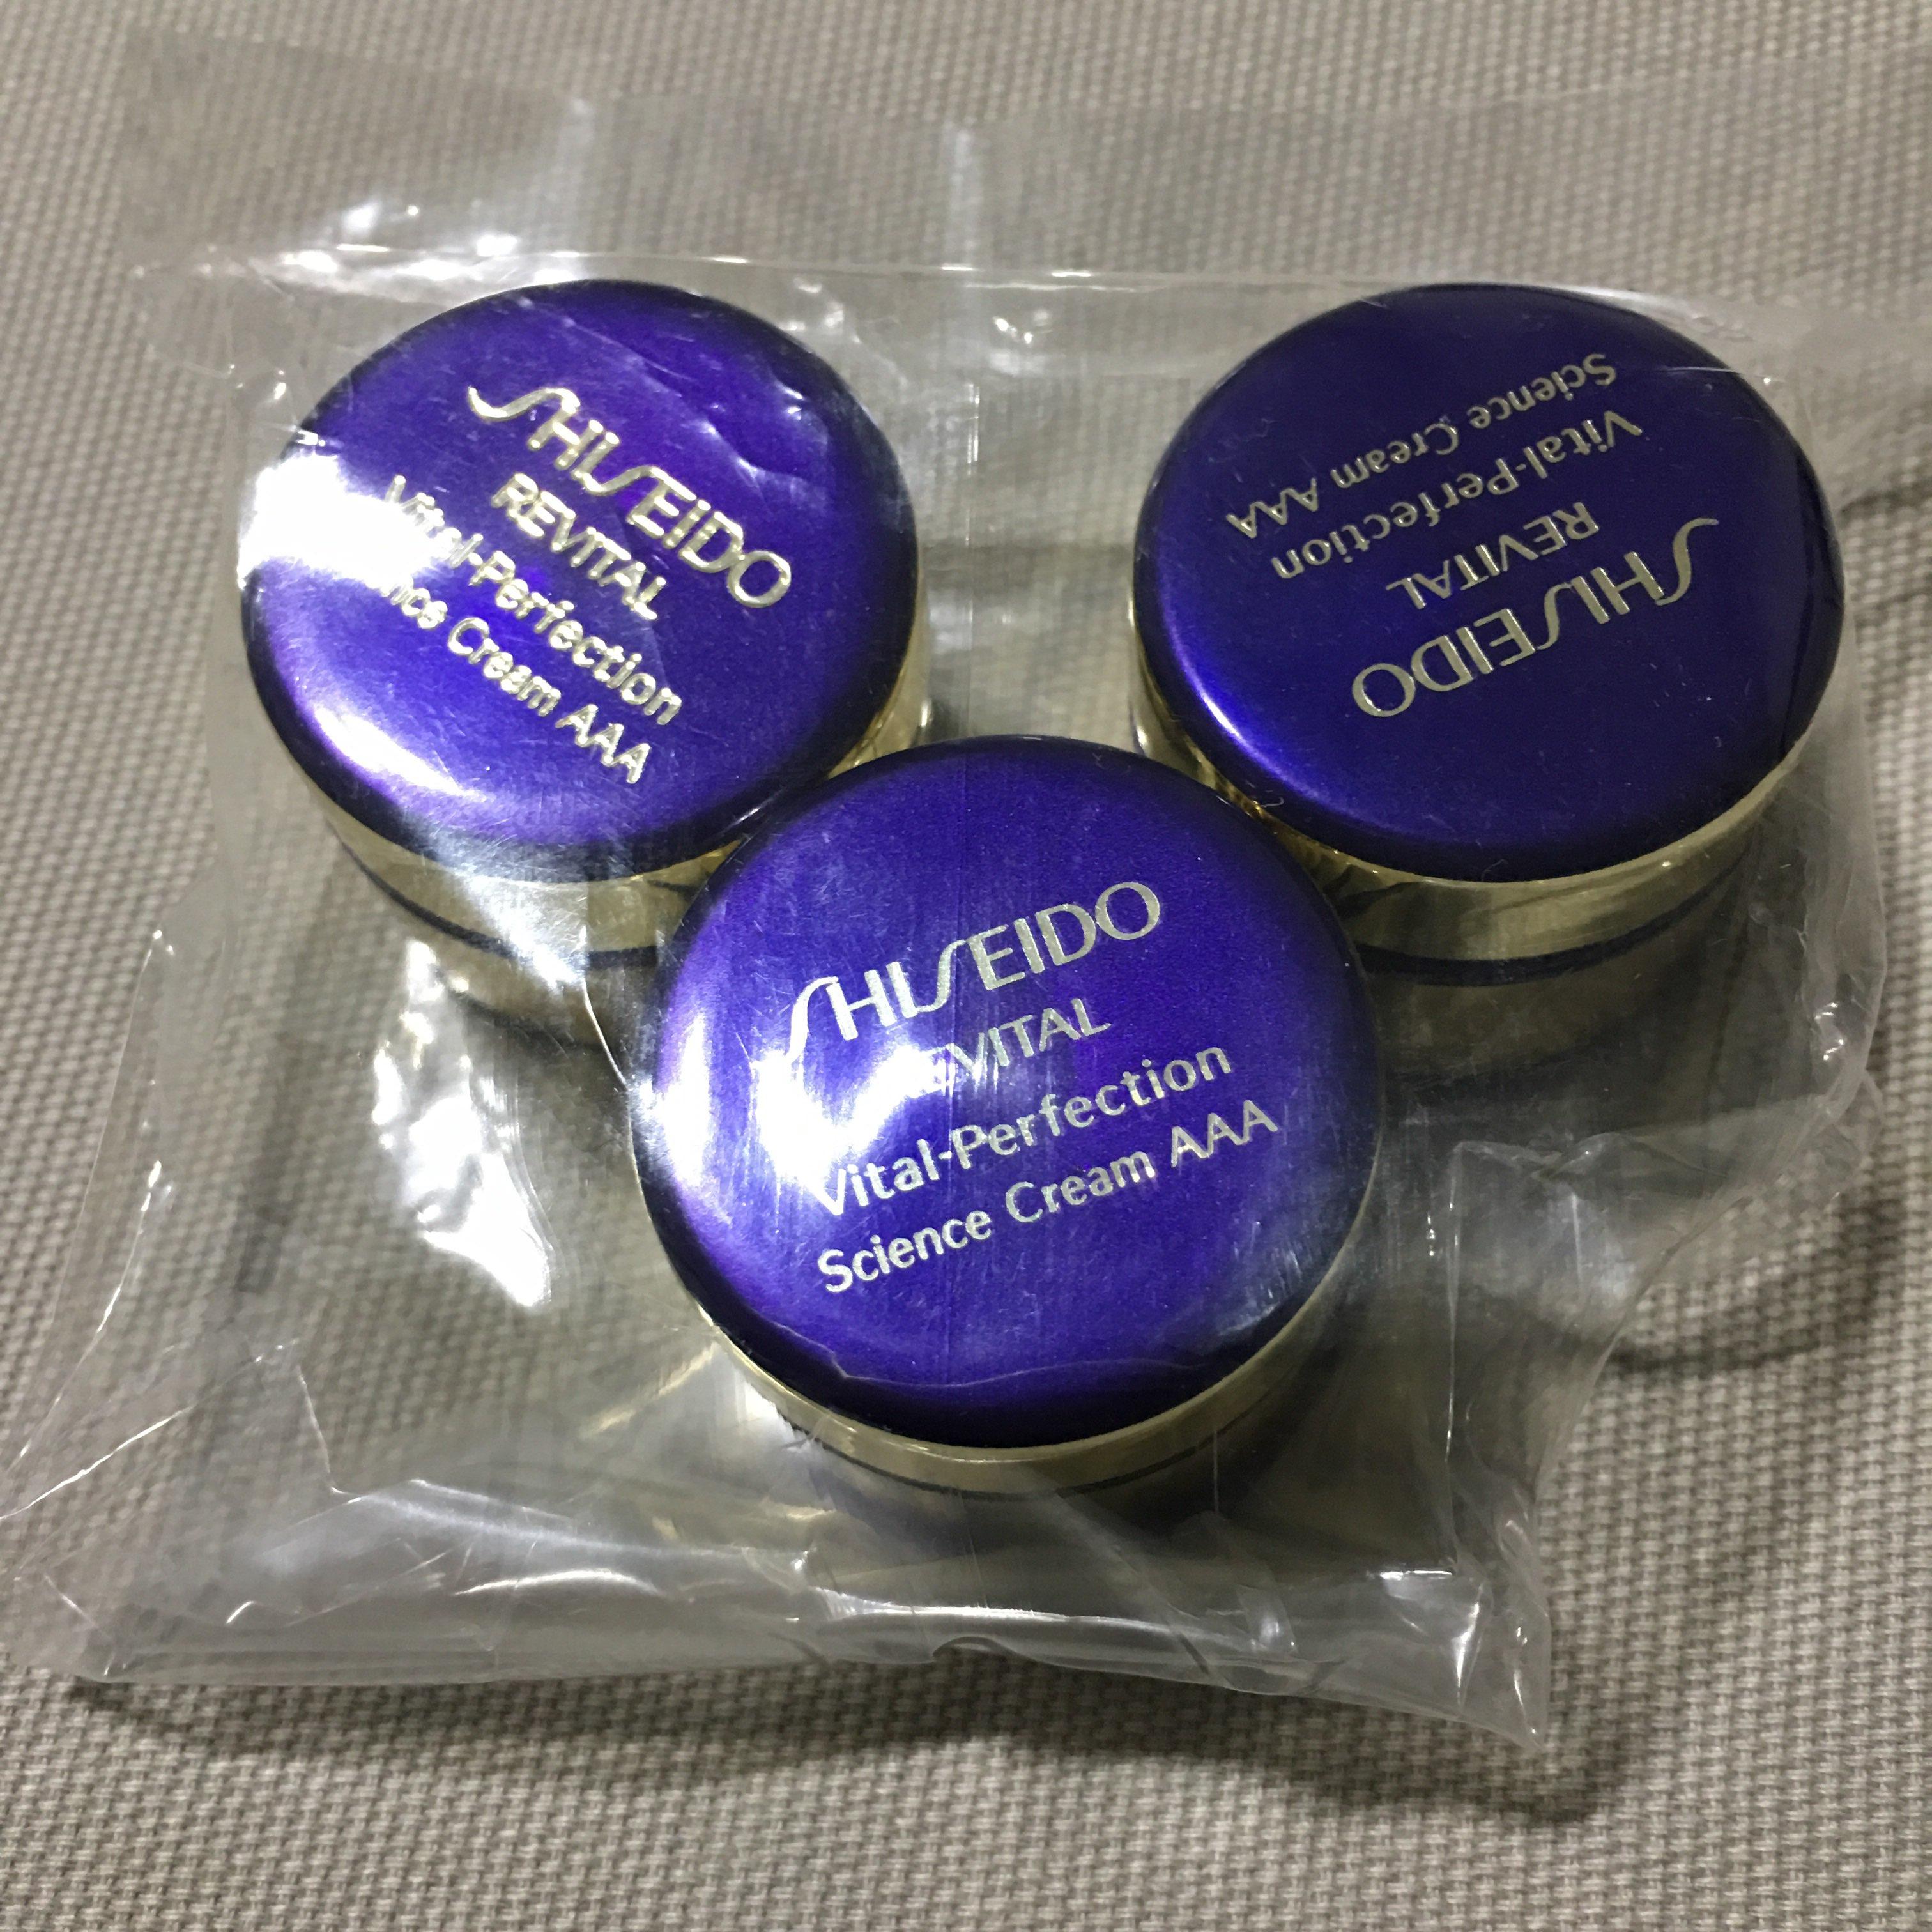 SHISEIDO
REVITAL
Vital-Perfection
Cream AAA
SHISEIDO
REVITAL
Vital-Perfection
Science Cream AAA
SHISEIDO
REVITAL
Vital-Perfection
Science Cream AAA